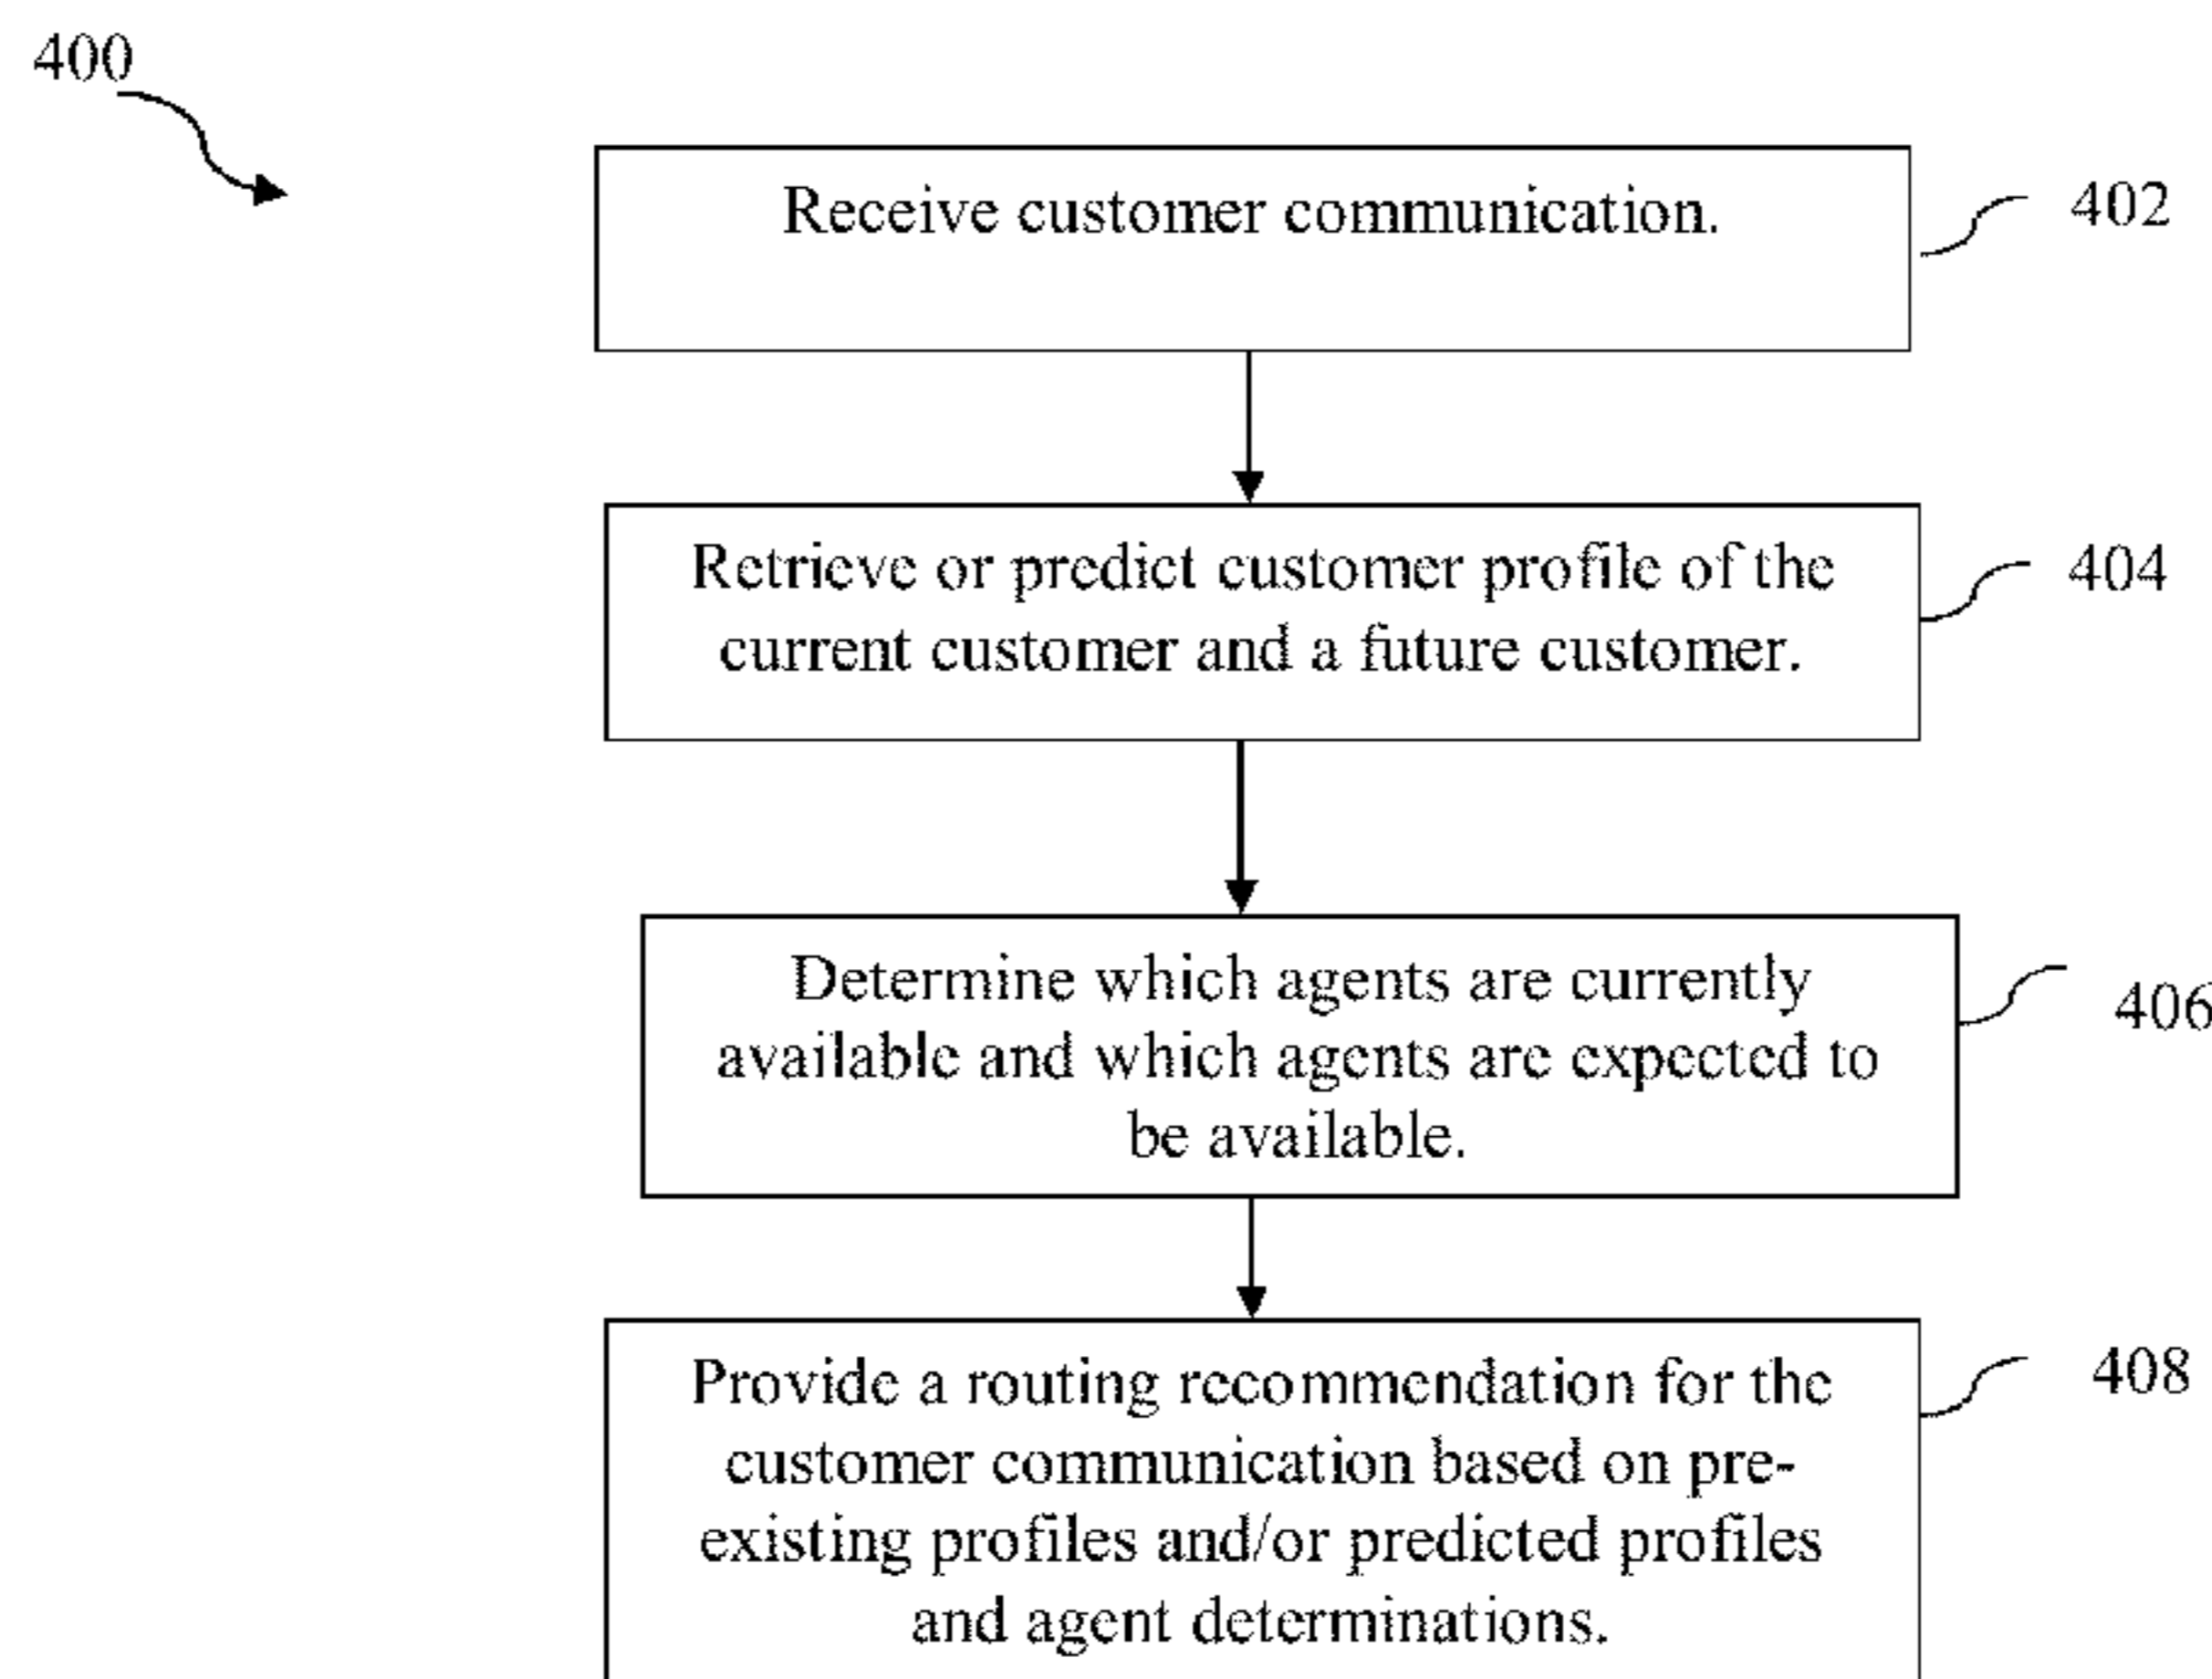 400
Receive customer communication.
402
Retrieve or predict customer profile of the
current customer and a future customer.
404
Determine which agents are currently
available and which agents are expected to
be available.
406
Provide a routing recommendation for the
customer communication based on pre-
existing profiles and/or predicted profiles
and agent determinations.
408